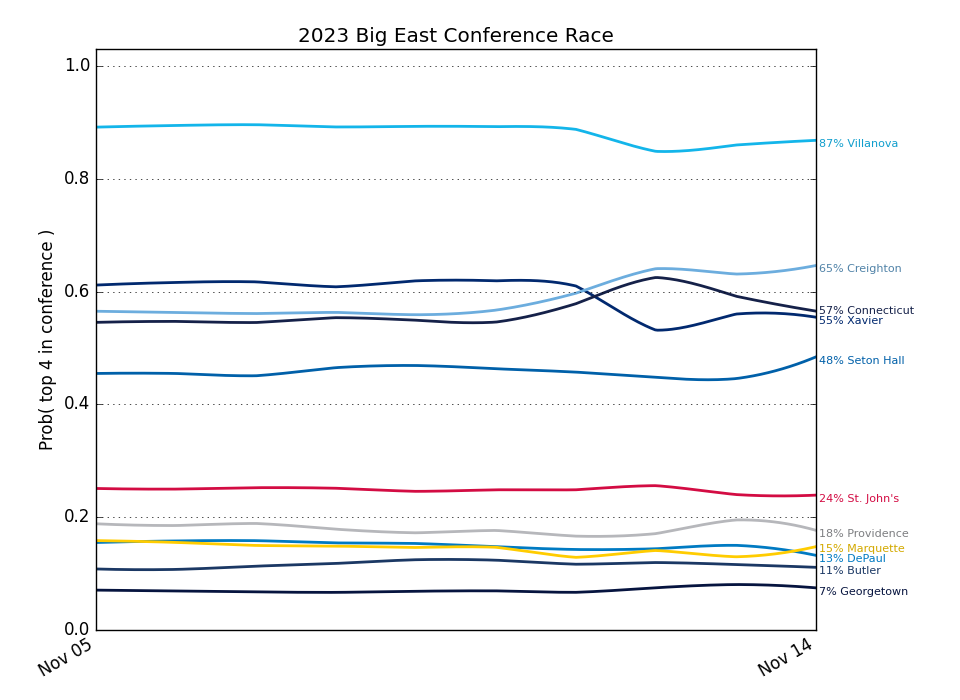 2023 Big East Conference Race
Prob( top 4 in conference )
1.0
0.8
0.6
0.4
0.2
0.0
87% Villanova
65% Creighton
57% Connecticut
55% Xavier
48% Seton Hall
24% St. John's
18% Providence
15% Marquette
13% DePaul
11% Butler
7% Georgetown
Nov 05
Nov 14